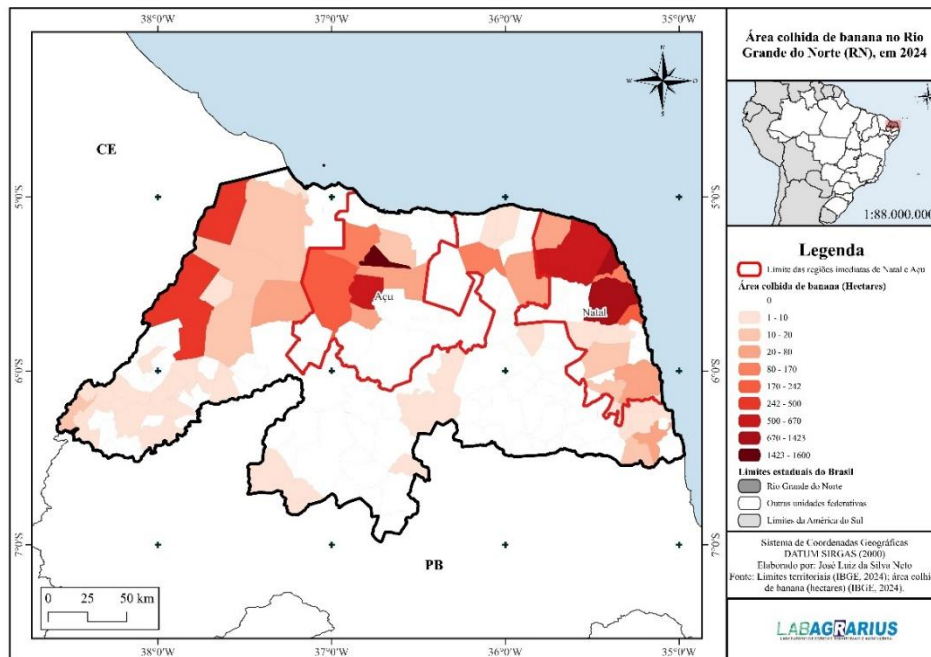 38°0'W 37°0'W 36°0'W 35°0'W
N
W E
S
CE
5°0'S 5°0'S
Açu
Natal
6°0'S 6°0'S
7°0'S 7°0'S
PB
0 25 50 km
38°0'W 37°0'W 36°0'W 35°0'W
Área colhida de banana no Rio
Grande do Norte (RN), em 2024
1:88.000.000
Legenda
Limite das regiões imediatas de Natal e Açu
Área colhida de banana (Hectares)
0
1 - 10
10 - 20
20 - 80
80 - 170
170 - 242
242 - 500
500 - 670
670 - 1423
1423 - 1600
Limites estaduais do Brasil
Rio Grande do Norte
Outras unidades federativas
Limites da América do Sul
Sistema de Coordenadas Geográficas
DATUM SIRGAS (2000)
Elaborado por: José Luiz da Silva Neto
Fonte: Limites territoriais (IBGE, 2024); área colhi
de banana (hectares) (IBGE, 2024).
LABAGRARIUS